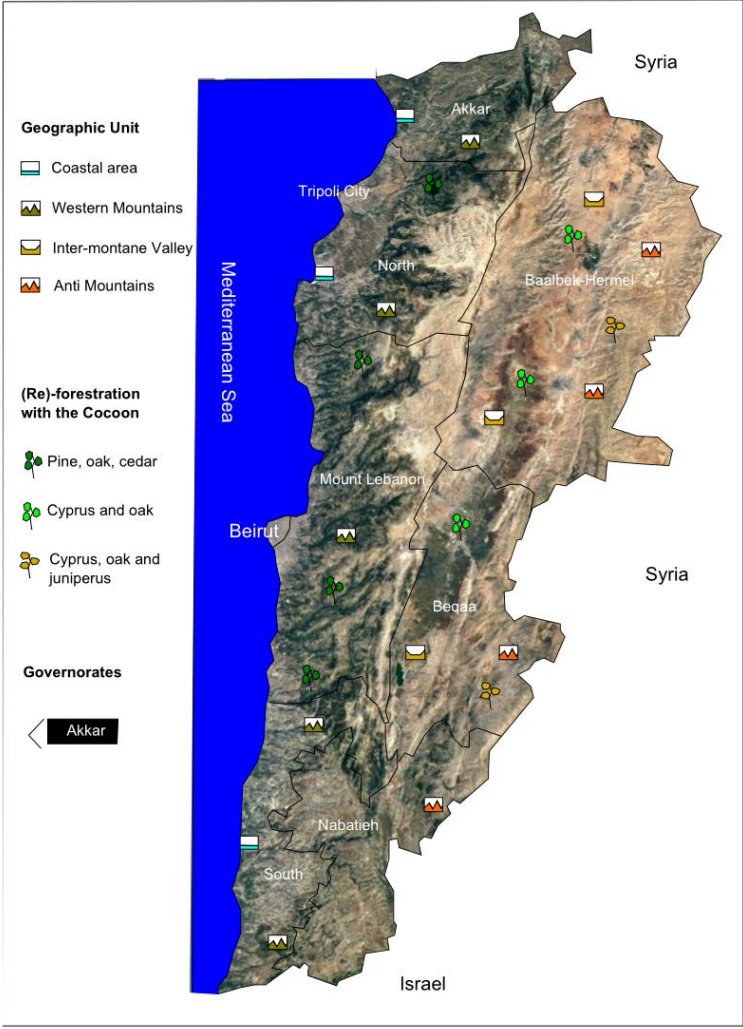 Syria
Akkar
Geographic Unit
Coastal area
Tripoli City
Western Mountains
Inter-montane Valley
North
Baalbek-Hermel
Anti Mountains
Mediterranean Sea
(Re)-forestration
with the Cocoon
Pine, oak, cedar
Mount Lebanon
Cyprus and oak
Beirut
Cyprus, oak and
juniperus
Syria
Beqaa
Governorates
Akkar
Nabatieh
South
Israel